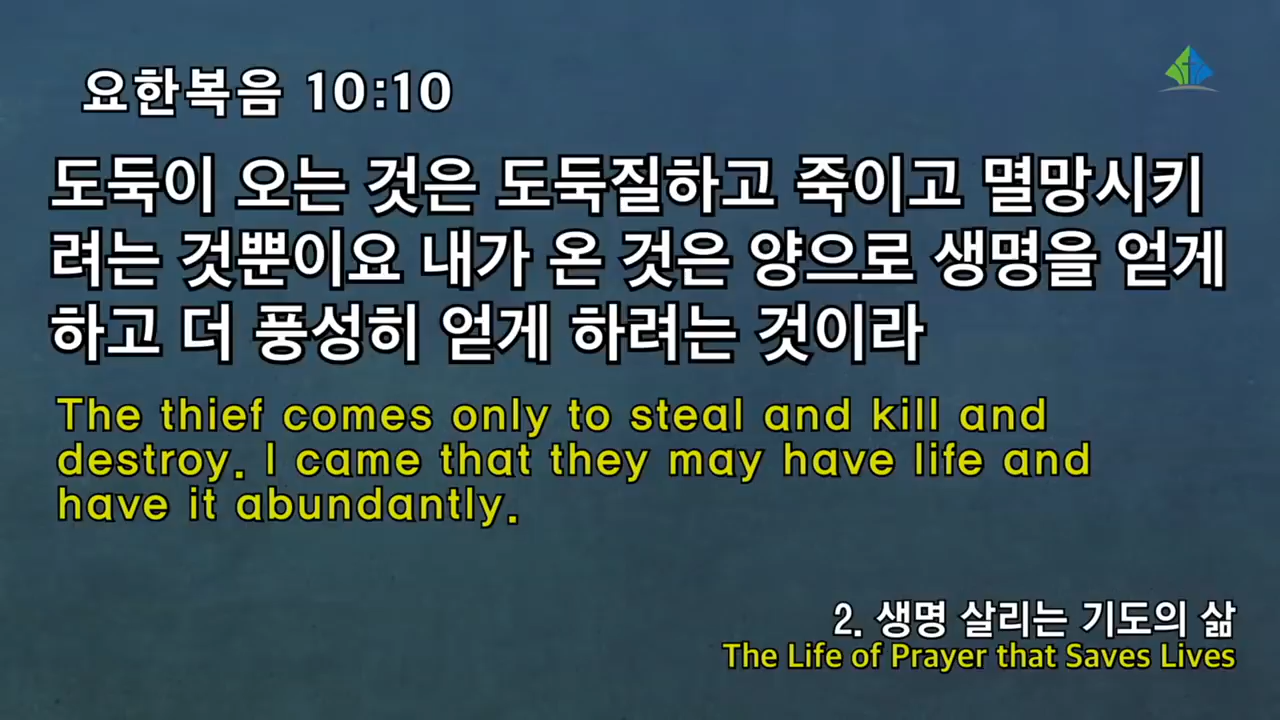 요한복음 10:10
도둑이 오는 것은 도둑질하고 죽이고 멸망시키
려는 것뿐이요 내가 온 것은 양으로 생명을 얻게
하고 더 풍성히 얻게 하려는 것이라
The thief comes only to steal and kill and
destroy. I came that they may have life and
have it abundantly.
2. 생명 살리는 기도의 삶
The Life of Prayer that Saves Lives